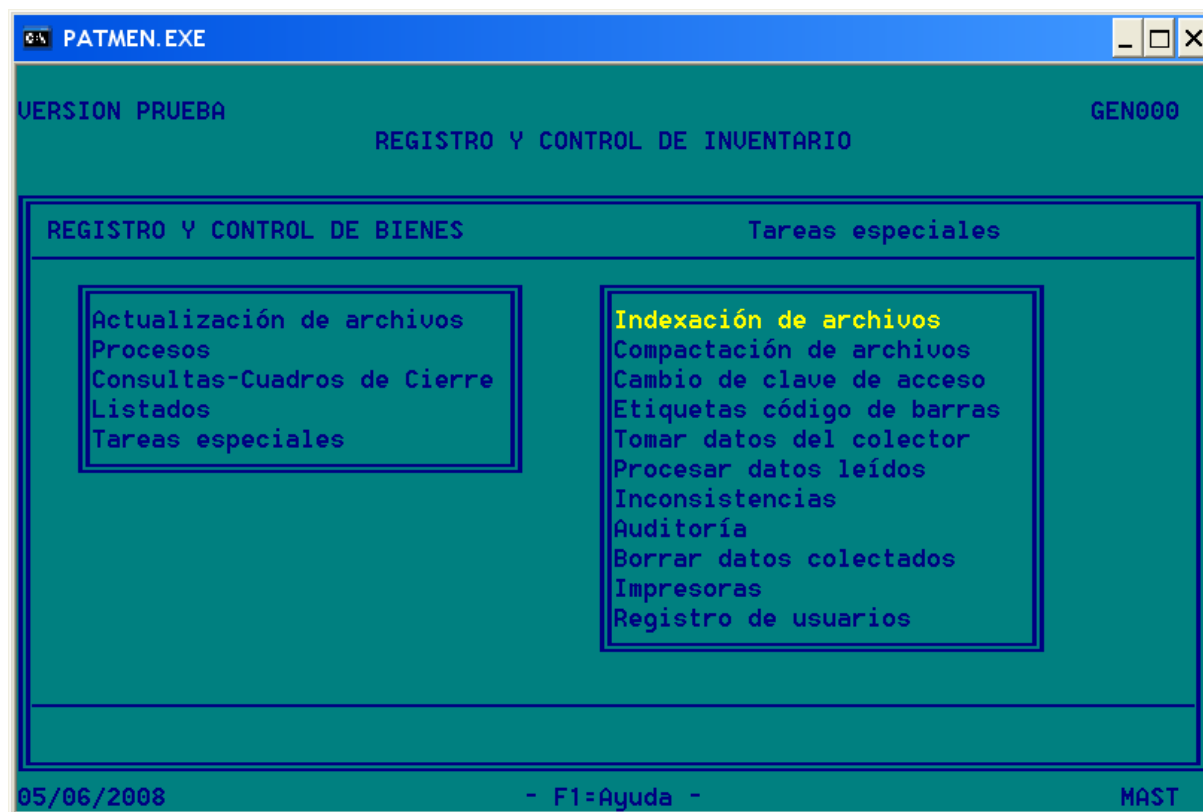 PATMEN.EXE
VERSION PRUEBA GEN000
REGISTRO Y CONTROL DE INVENTARIO
REGISTRO Y CONTROL DE BIENES Tareas especiales
Actualización de archivos
Procesos
Consultas-Cuadros de Cierre
Listados
Tareas especiales
Indexación de archivos
Compactación de archivos
Cambio de clave de acceso
Etiquetas código de barras
Tomar datos del colector
Procesar datos leídos
Inconsistencias
Auditoría
Borrar datos colectados
Impresoras
Registro de usuarios
05/06/2008 - F1=Ayuda - MAST